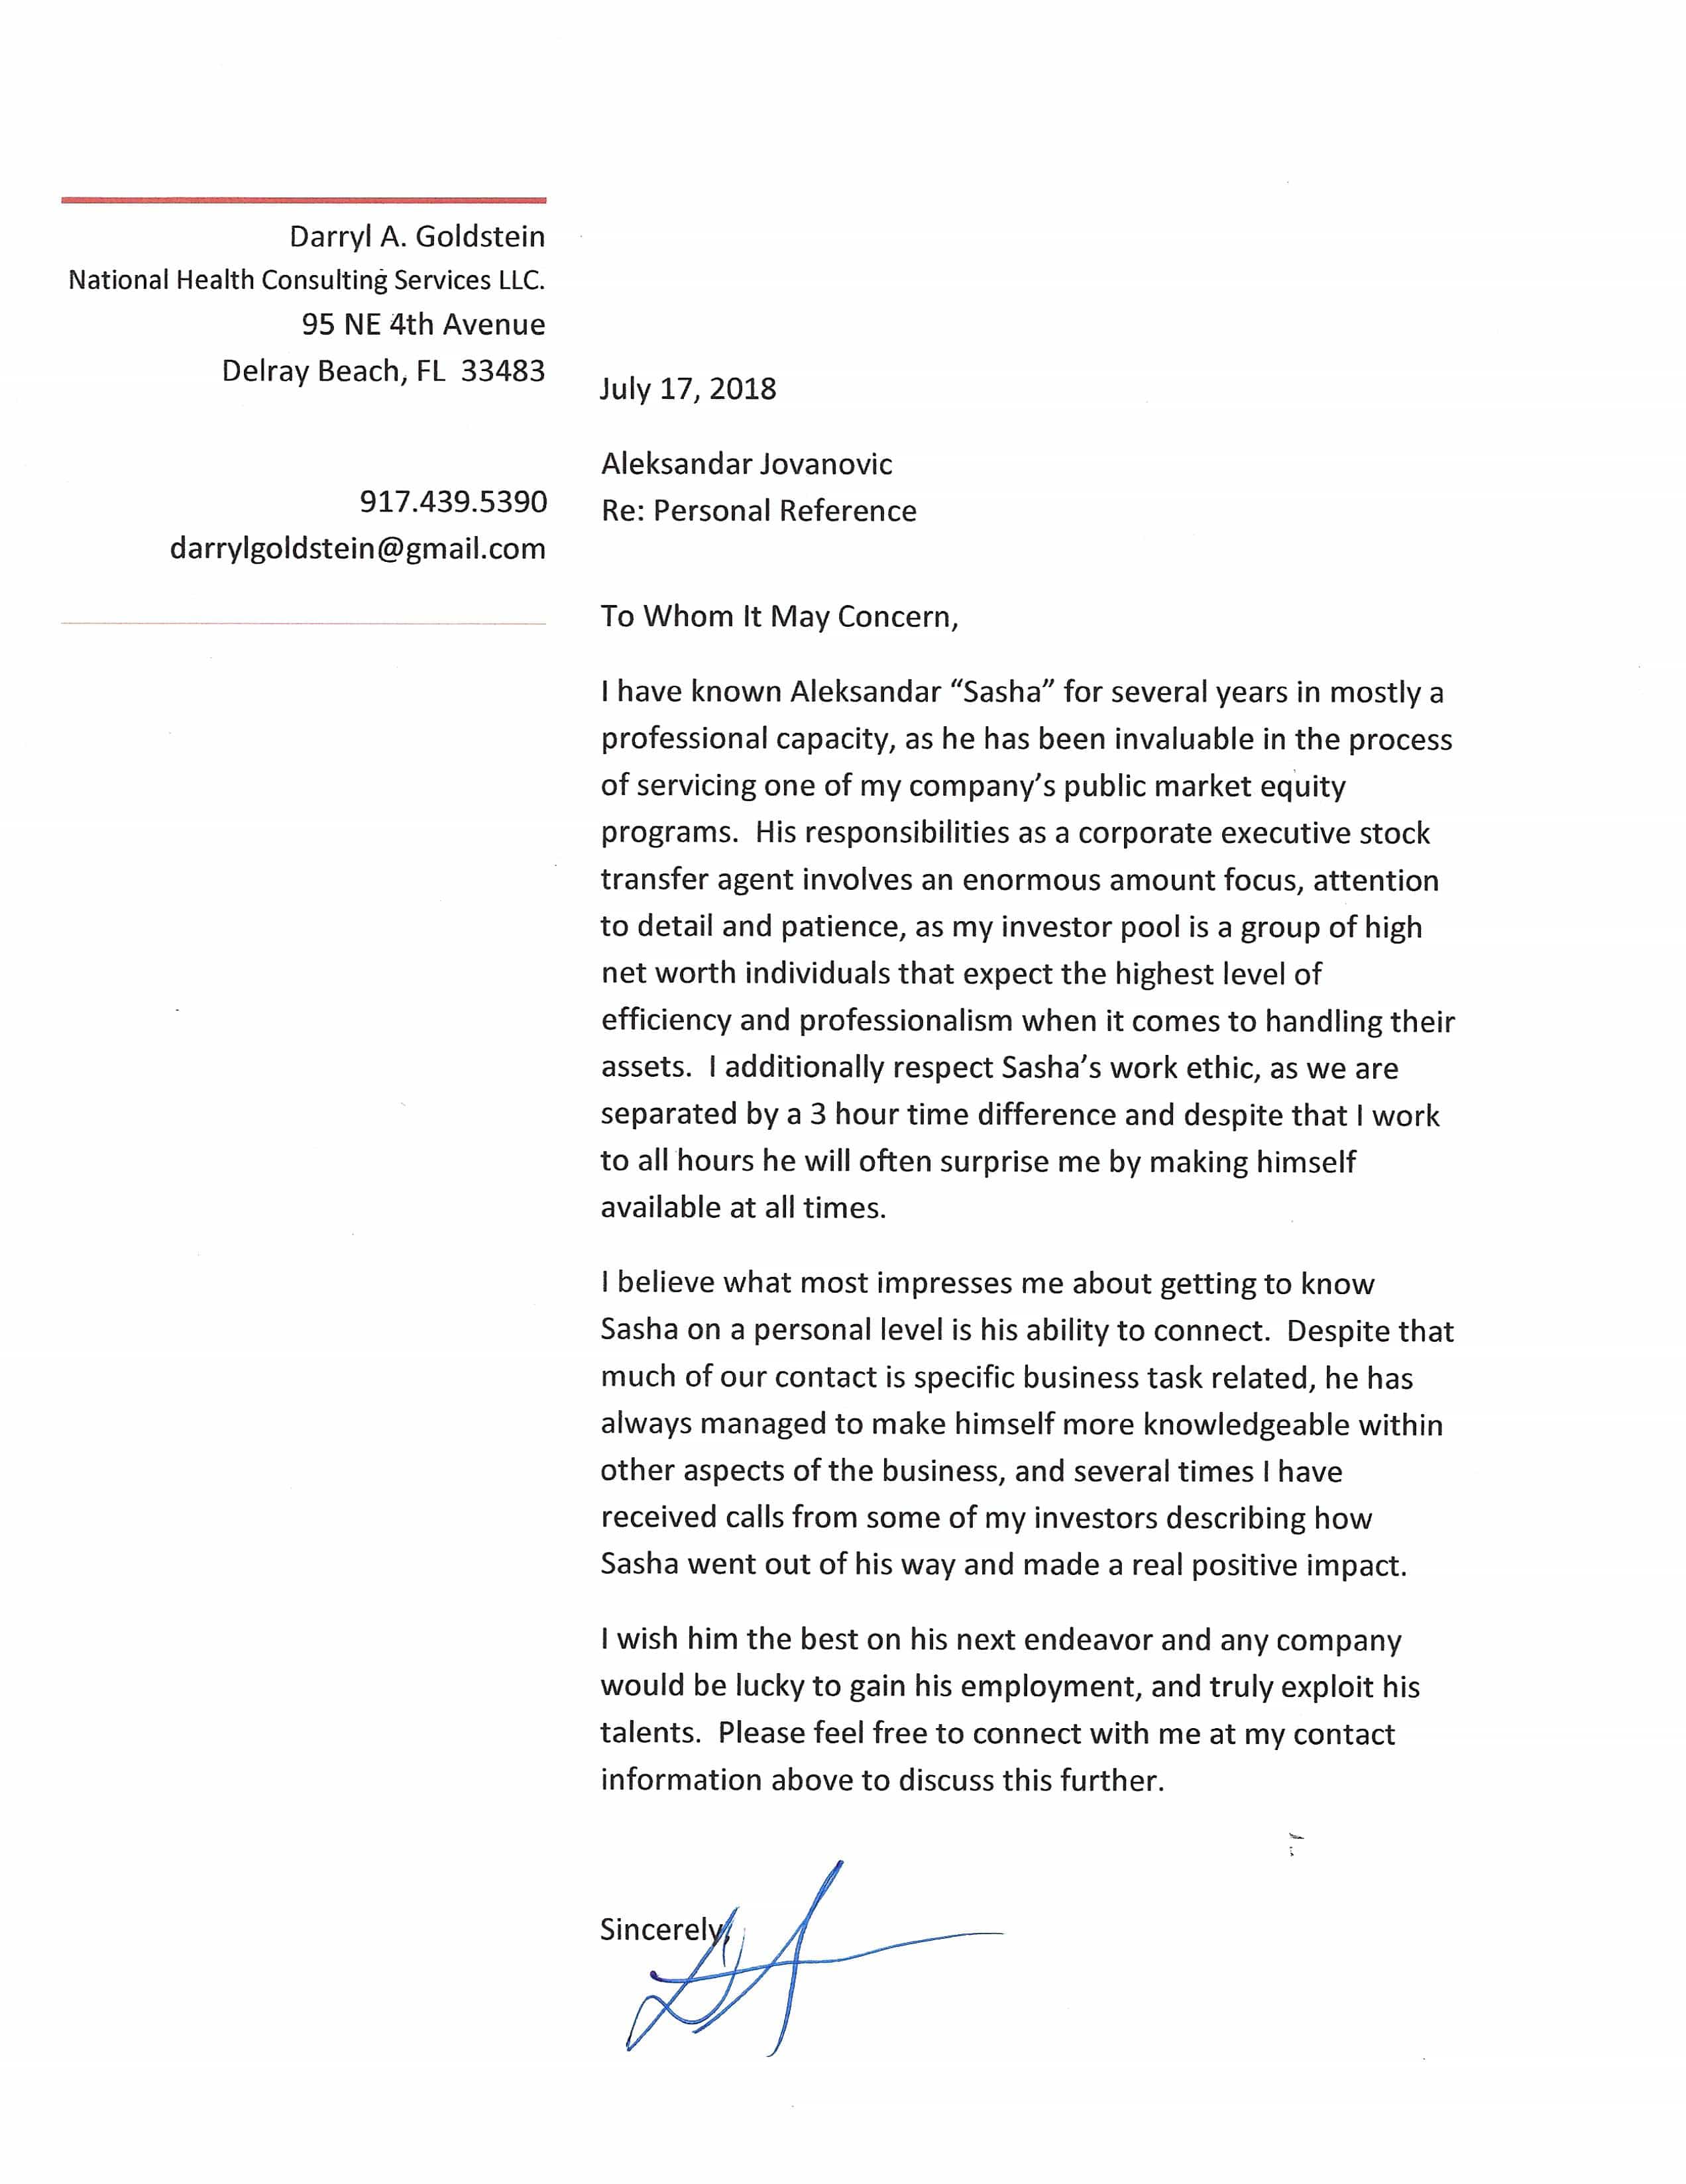 Darryl A. Goldstein
National Health Consulting Services LLC.
95 NE 4th Avenue
Delray Beach, FL  33483
917.439.5390
darrylgoldstein@gmail.com
July 17, 2018
Aleksandar Jovanovic
Re: Personal Reference
To Whom It May Concern,
I have known Aleksandar “Sasha” for several years in mostly a
professional capacity, as he has been invaluable in the process
of servicing one of my company’s public market equity
programs.  His responsibilities as a corporate executive stock
transfer agent involves an enormous amount focus, attention
to detail and patience, as my investor pool is a group of high
net worth individuals that expect the highest level of
efficiency and professionalism when it comes to handling their
assets.  I additionally respect Sasha’s work ethic, as we are
separated by a 3 hour time difference and despite that I work
to all hours he will often surprise me by making himself
available at all times.
I believe what most impresses me about getting to know
Sasha on a personal level is his ability to connect.  Despite that
much of our contact is specific business task related, he has
always managed to make himself more knowledgeable within
other aspects of the business, and several times I have
received calls from some of my investors describing how
Sasha went out of his way and made a real positive impact.
I wish him the best on his next endeavor and any company
would be lucky to gain his employment, and truly exploit his
talents.  Please feel free to connect with me at my contact
information above to discuss this further.
Sincerely,